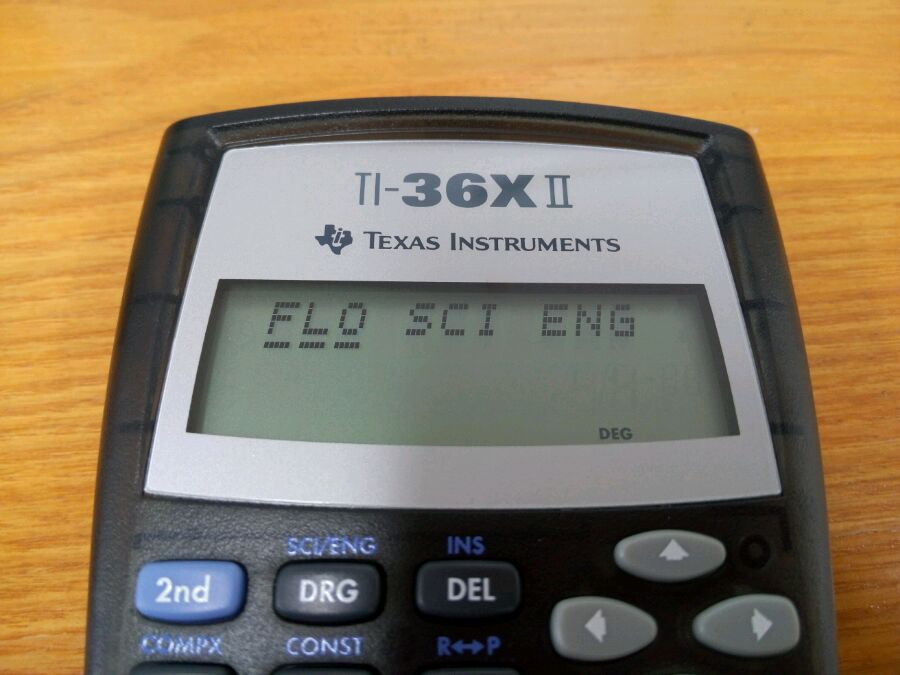 TI-36X II
TEXAS INSTRUMENTS
FLO SCI ENG
DEG
SCI/ENG INS
2nd DRG DEL
COMPX CONST R↔P